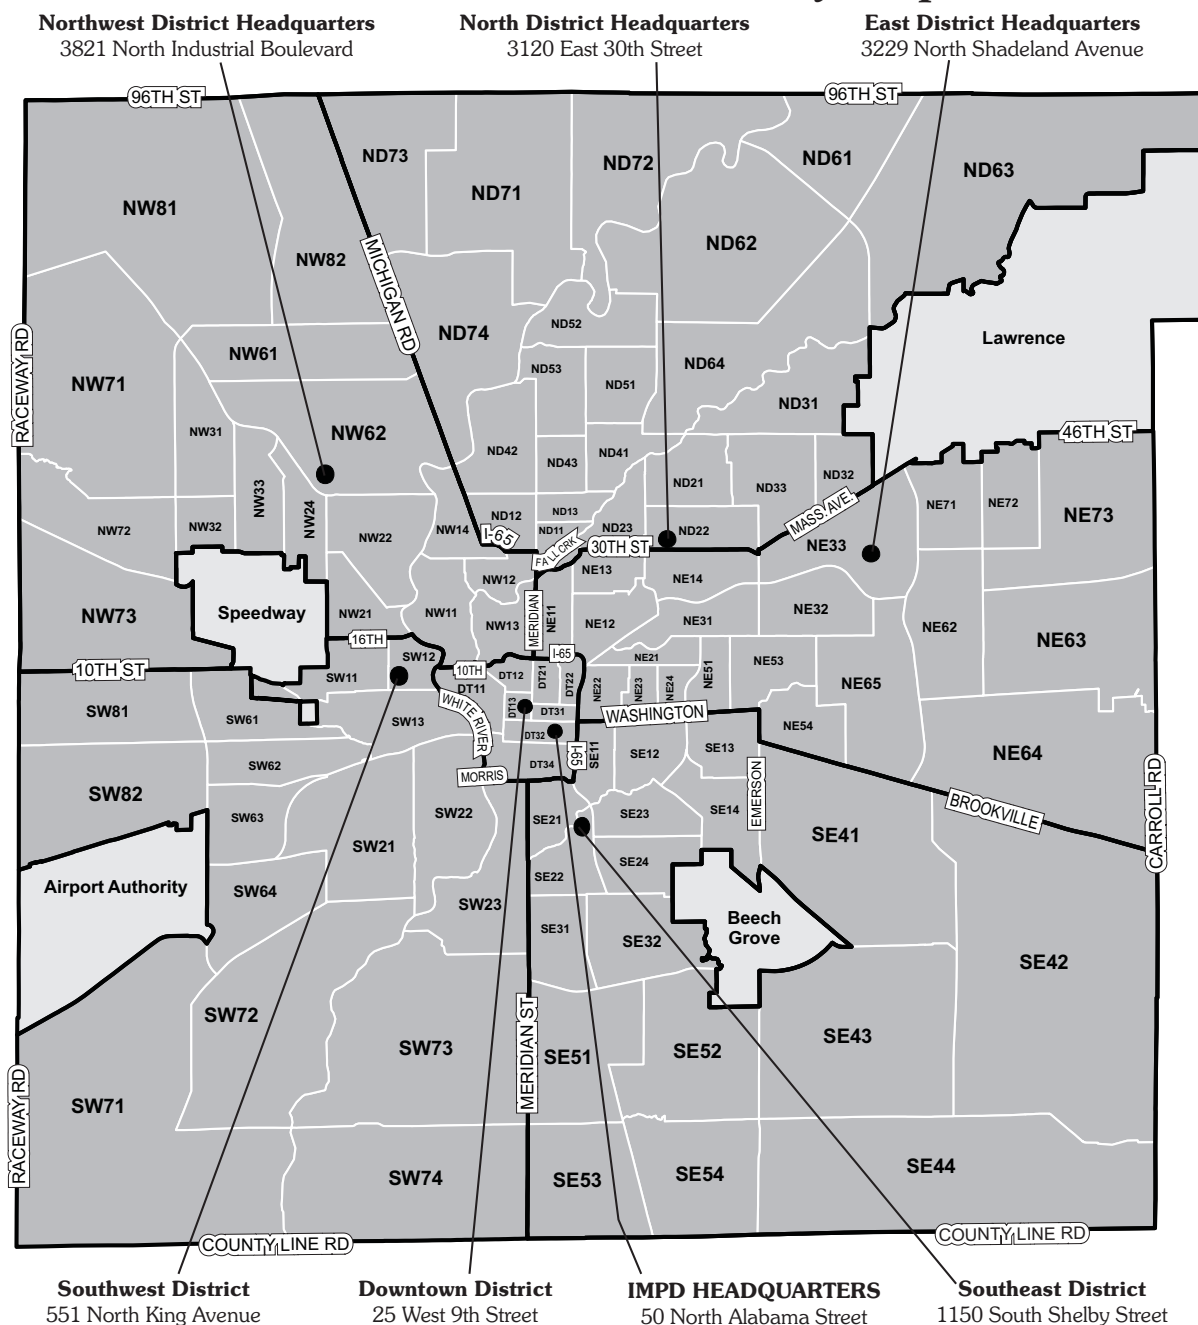 Northwest District Headquarters
3821 North Industrial Boulevard
North District Headquarters
3120 East 30th Street
East District Headquarters
3229 North Shadeland Avenue
96TH ST
96TH ST
ND73
ND72
ND61
ND63
ND71
NW81
ND62
NW82
MICHIGAN RD
ND52
ND74
Lawrence
RACEWAY RD
NW61
ND53
ND64
NW71
ND51
ND31
NW31
NW62
46TH ST
ND42
ND41
ND43
ND32
NW33
ND21
ND33
NE71
NE72
NW24
ND12
ND13
MASS. AVE.
NE73
NW72
NW32
NW22
NW14
I-65
ND11
ND23
ND22
FALL CRK
30TH ST
NE33
NW12
NE13
NE14
NW73
Speedway
NW21
NW11
NW13
MERIDIAN
NE11
NE12
NE31
NE32
NE62
NE63
16TH
SW12
I-65
NE21
NE53
10TH ST
SW11
10TH
DT12
DT21
DT22
NE22
NE23
NE24
NE51
NE65
DT11
SW81
SW61
SW13
WHITE RIVER
DT13
DT31
WASHINGTON
NE54
DT32
I-65
SE11
SE12
SE13
NE64
SW62
MORRIS
DT34
SW82
SW63
SW22
SE21
SE23
SE14
EMERSON
BROOKVILLE
CARROLL RD
SW21
SE41
Airport Authority
SW64
SE22
SE24
SW23
Beech
Grove
SE31
SE32
SE42
SW72
MERIDIAN ST
SW73
SE51
SE52
SE43
RACEWAY RD
SW71
SW74
SE53
SE54
SE44
COUNTY LINE RD
COUNTY LINE RD
Southwest District
551 North King Avenue
Downtown District
25 West 9th Street
IMPD HEADQUARTERS
50 North Alabama Street
Southeast District
1150 South Shelby Street